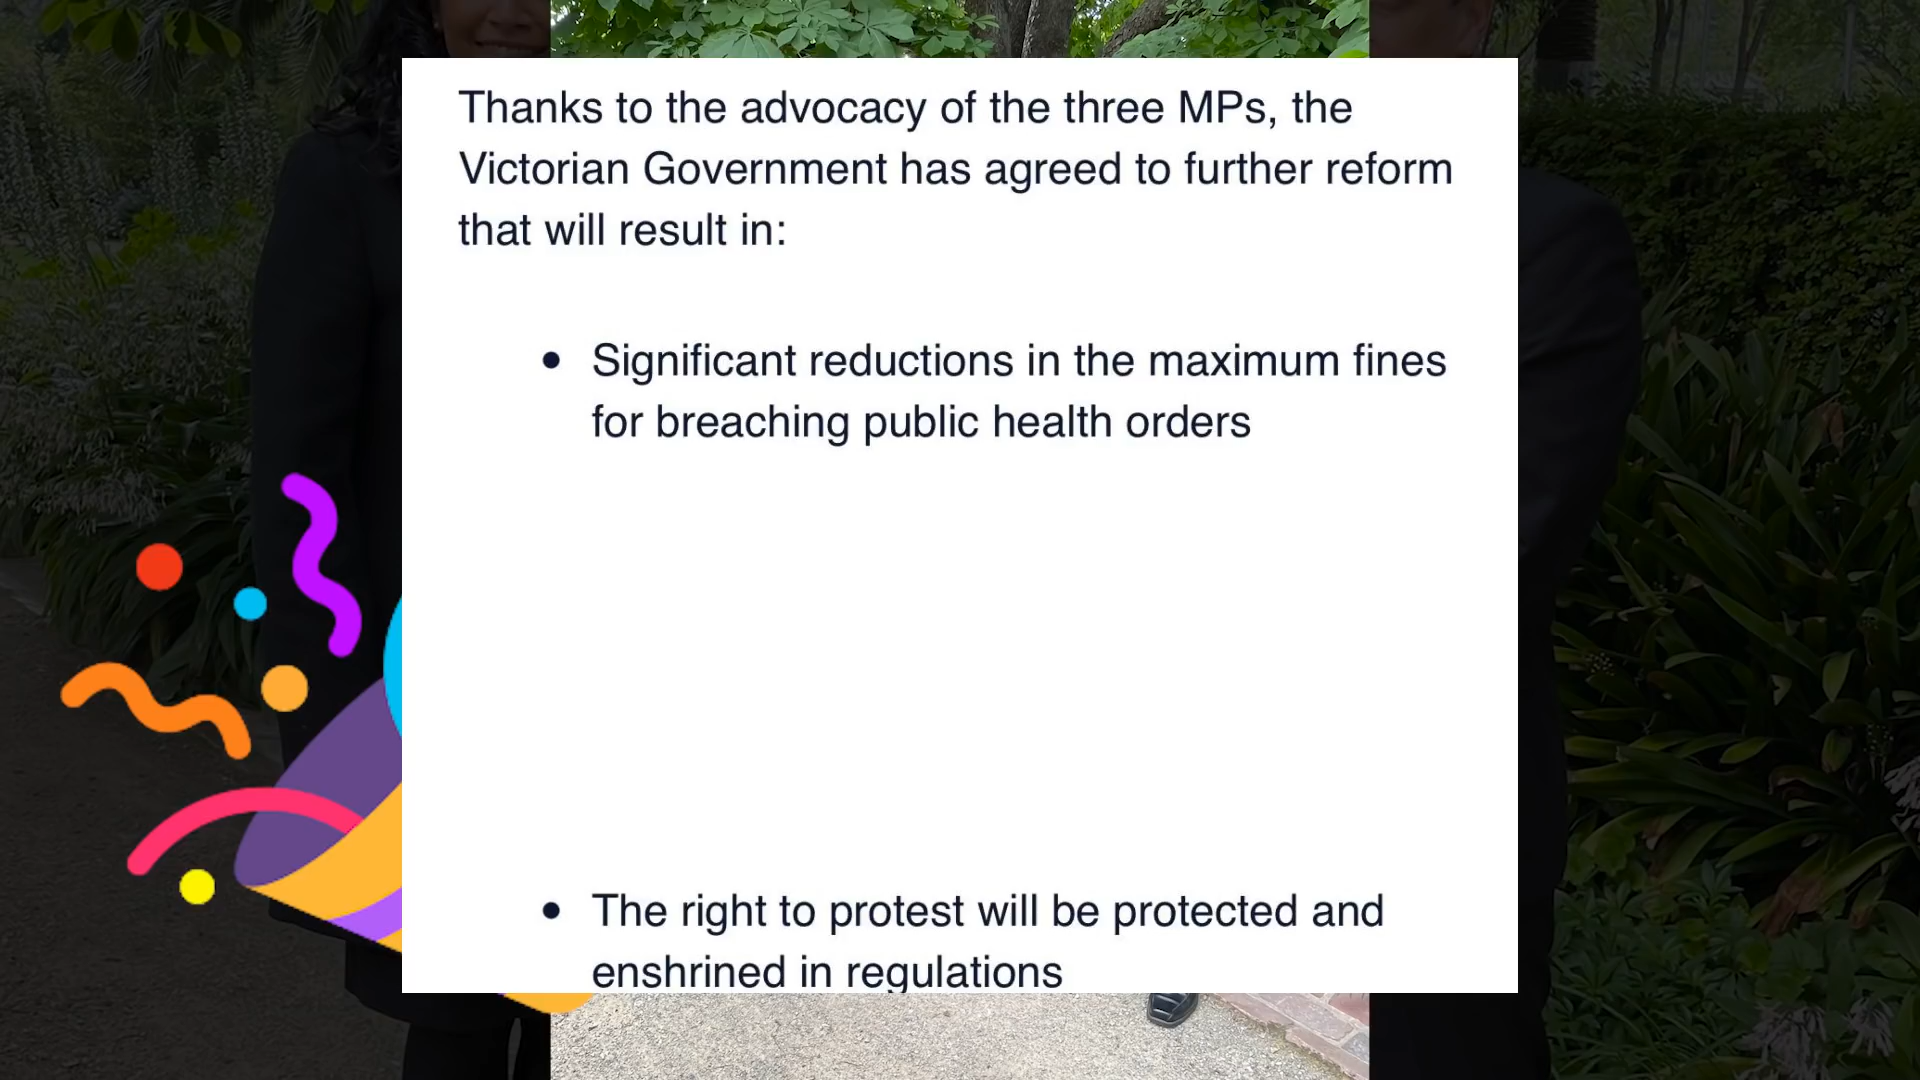 Thanks to the advocacy of the three MPs, the
Victorian Government has agreed to further reform
that will result in:
• Significant reductions in the maximum fines
for breaching public health orders
• The right to protest will be protected and
enshrined in regulations